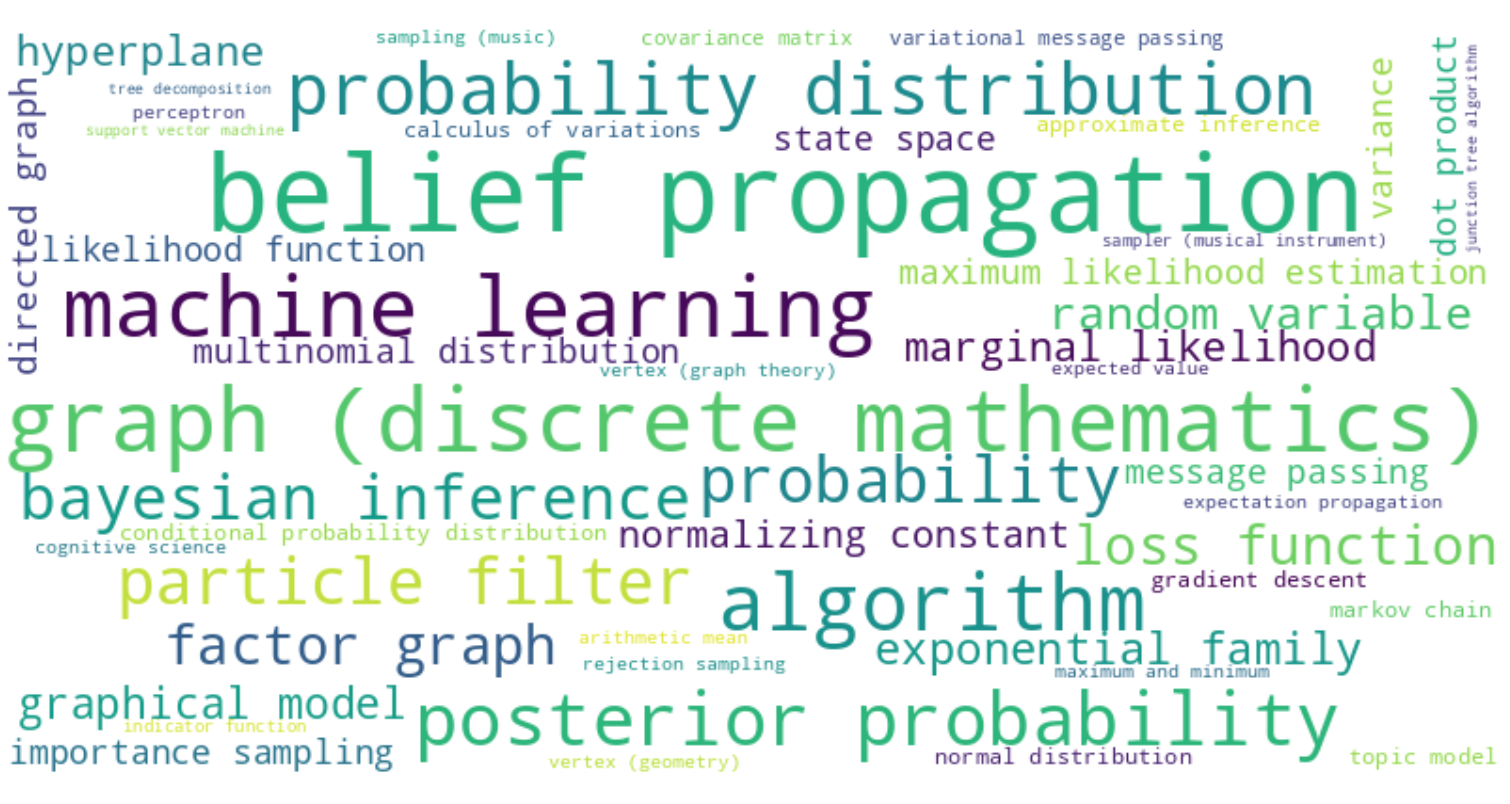 hyperplane
sampling (music)
covariance matrix
variational message passing
tree decomposition
probability distribution
perceptron
support vector machine
calculus of variations
state space
approximate inference
variance
dot product
junction tree algorithm
directed graph
belief propagation
likelihood function
sampler (musical instrument)
maximum likelihood estimation
machine learning
random variable
multinomial distribution
marginal likelihood
vertex (graph theory)
expected value
graph (discrete mathematics)
bayesian inference
probability
message passing
expectation propagation
conditional probability distribution
normalizing constant
cognitive science
loss function
particle filter
algorithm
gradient descent
markov chain
factor graph
arithmetic mean
rejection sampling
exponential family
maximum and minimum
graphical model
indicator function
posterior probability
importance sampling
vertex (geometry)
normal distribution
topic model